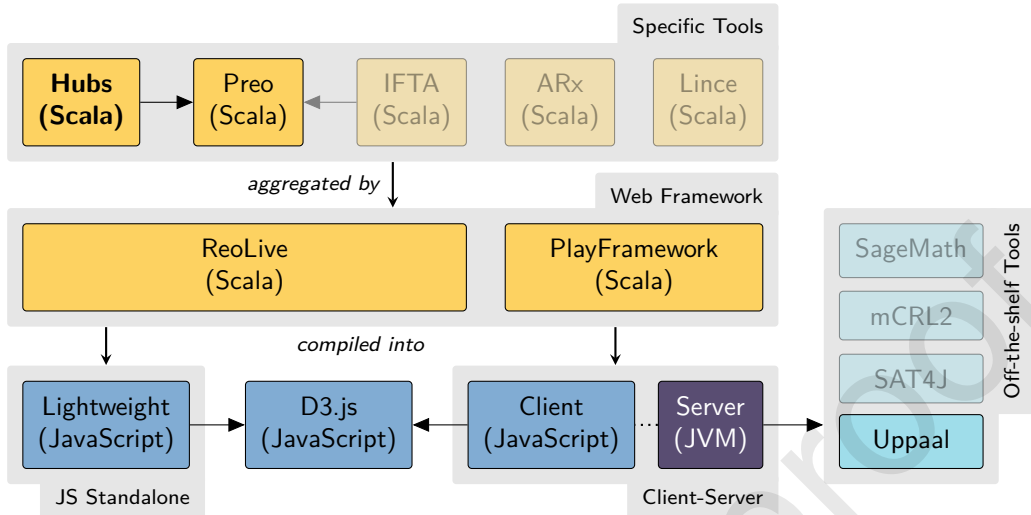 Specific Tools
Hubs
(Scala)
Preo
(Scala)
IFTA
(Scala)
ARx
(Scala)
Lince
(Scala)
aggregated by
Web Framework
ReoLive
(Scala)
PlayFramework
(Scala)
compiled into
Lightweight
(JavaScript)
D3.js
(JavaScript)
Client
(JavaScript)
Server
(JVM)
JS Standalone
Client-Server
SageMath
mCRL2
SAT4J
Uppaal
Off-the-shelf Tools
proof